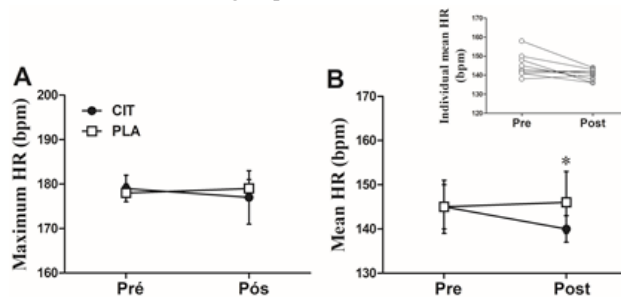 A
Maximum HR (bpm)
200
190
180
170
160
CIT
PLA
Pré
Pós
B
Mean HR (bpm)
170
160
150
140
130
*
Pre
Post
Individual mean HR
(bpm)
170
160
150
140
130
120
Pre
Post